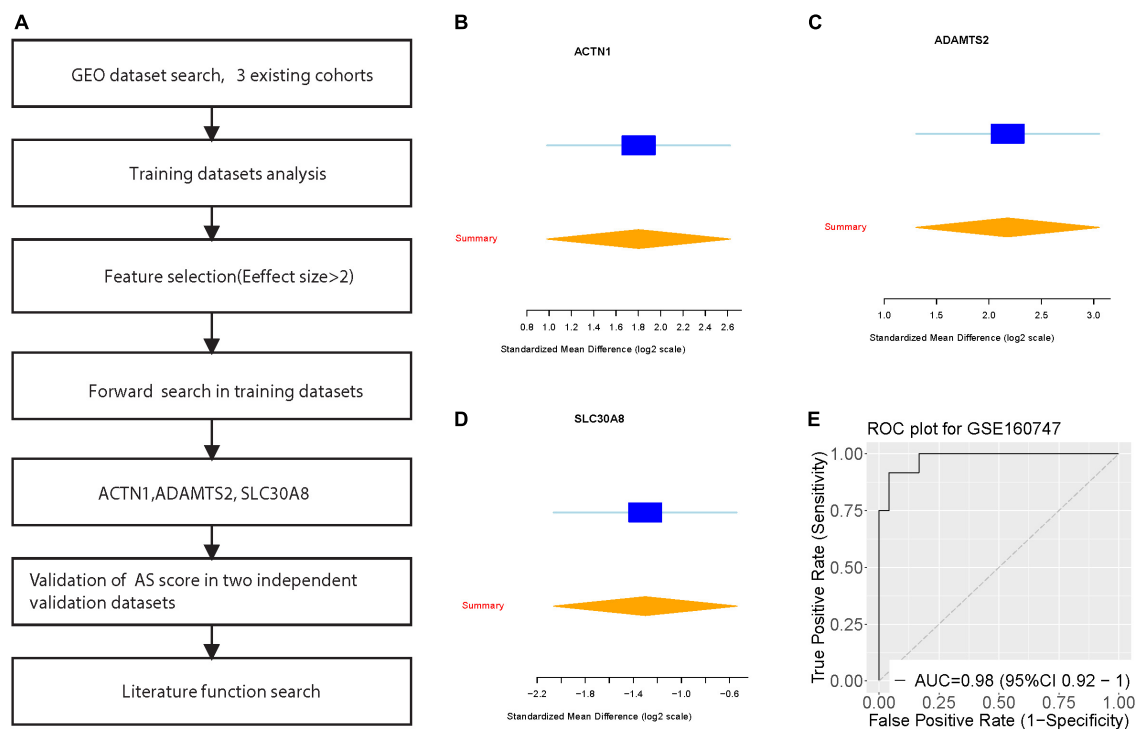 A
GEO dataset search, 3 existing cohorts
Training datasets analysis
Feature selection(Eeffect size>2)
Forward search in training datasets
ACTN1,ADAMTS2, SLC30A8
Validation of AS score in two independent
validation datasets
Literature function search
B
ACTN1
Summary
0.8 1.0 1.2 1.4 1.6 1.8 2.0 2.2 2.4 2.6
Standardized Mean Difference (log2 scale)
C
ADAMTS2
Summary
1.0 1.5 2.0 2.5 3.0
Standardized Mean Difference (log2 scale)
D
SLC30A8
Summary
−2.2 −1.8 −1.4 −1.0 −0.6
Standardized Mean Difference (log2 scale)
E
ROC plot for GSE160747
True Positive Rate (Sensitivity)
1.00
0.75
0.50
0.25
0.00
AUC=0.98 (95%CI 0.92 − 1)
0.00 0.25 0.50 0.75 1.00
False Positive Rate (1−Specificity)